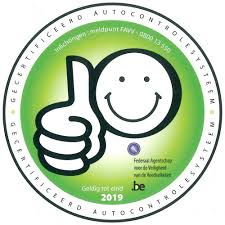 GECERTIFICEERD AUTOCONTROLESYSTEEM
Inlichtingen : meldpunt FAVV - 0800 13 550
Federaal Agentschap
voor de Veiligheid
van de Voedselketen
.be
Geldig tot eind
2019
GECERTIFICEERD AUTOCONTROLESYSTEEM